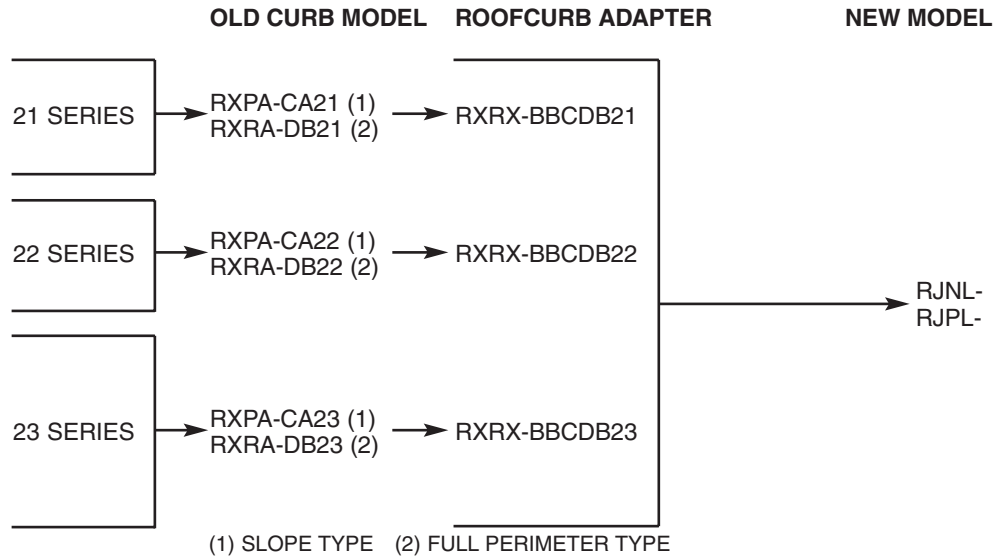 OLD CURB MODEL ROOFCURB ADAPTER NEW MODEL
21 SERIES
RXPA-CA21 (1)
RXRA-DB21 (2)
RXRX-BBCDB21
22 SERIES
RXPA-CA22 (1)
RXRA-DB22 (2)
RXRX-BBCDB22
RJNL-
RJPL-
23 SERIES
RXPA-CA23 (1)
RXRA-DB23 (2)
RXRX-BBCDB23
(1) SLOPE TYPE (2) FULL PERIMETER TYPE